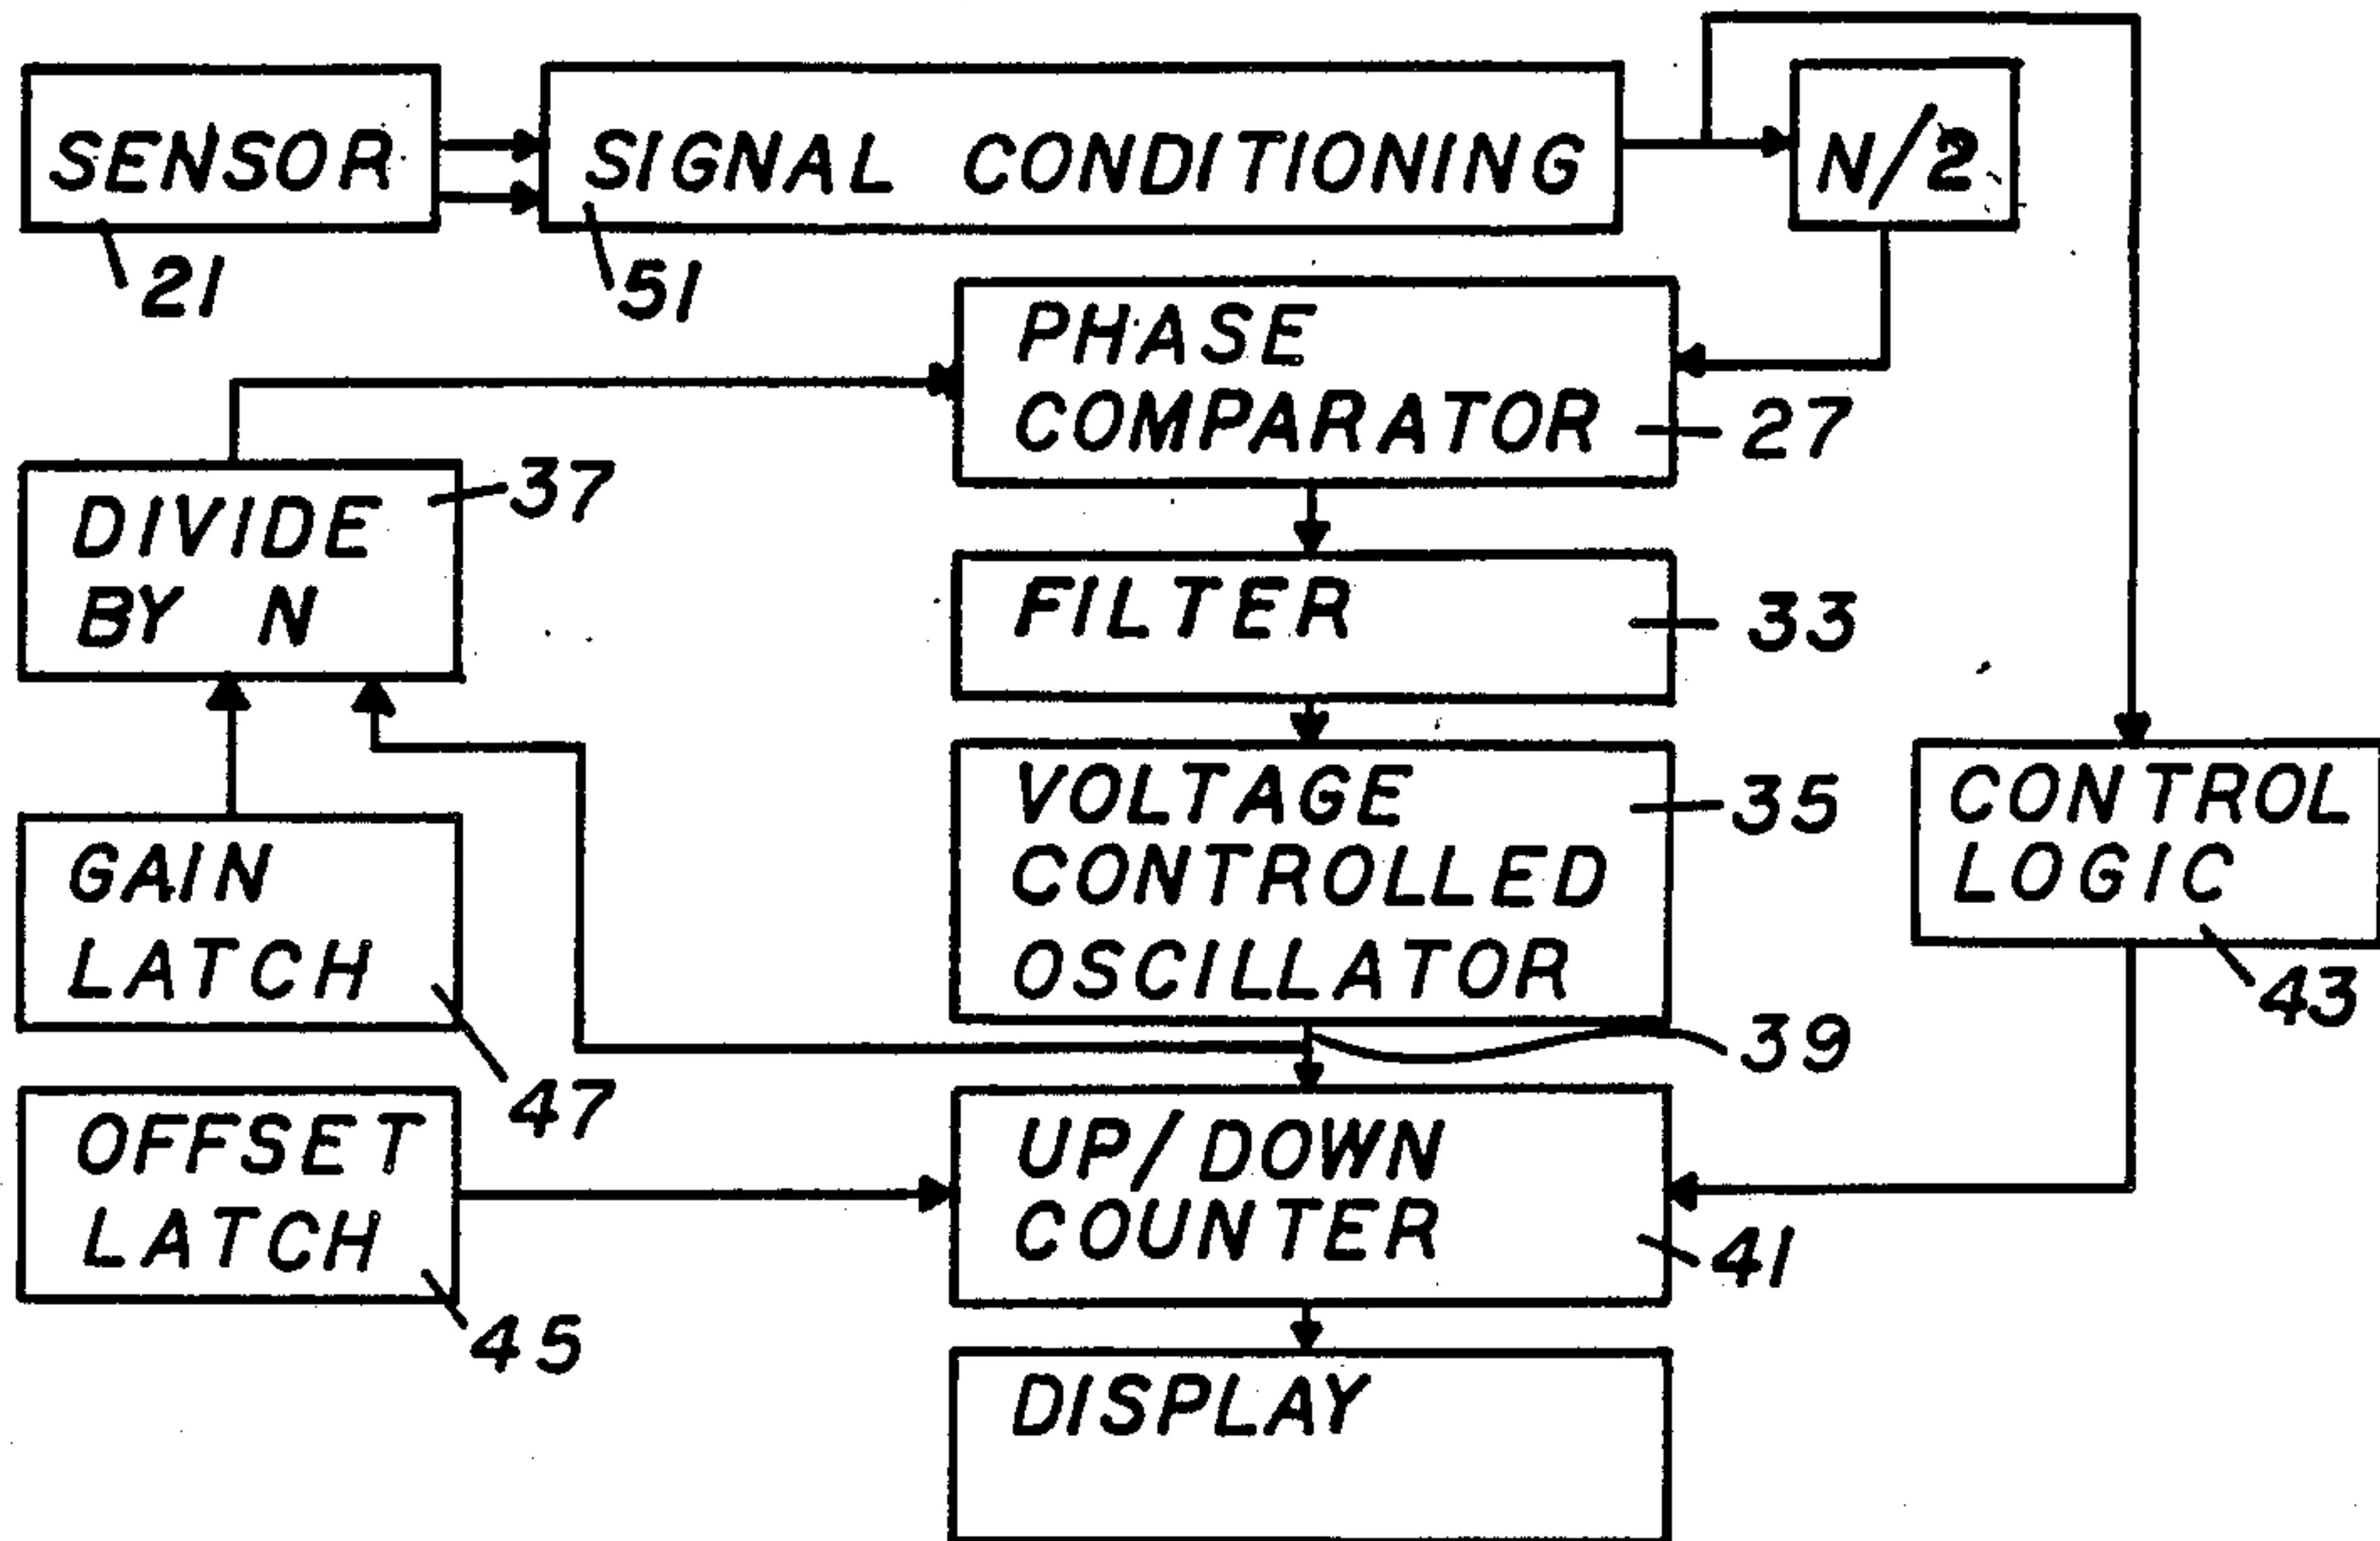 SENSOR
SIGNAL CONDITIONING
N/2
21
51
PHASE
COMPARATOR
27
DIVIDE
BY N
37
FILTER
33
VOLTAGE
CONTROLLED
OSCILLATOR
35
CONTROL
LOGIC
43
GAIN
LATCH
47
39
OFFSET
LATCH
45
UP/DOWN
COUNTER
41
DISPLAY